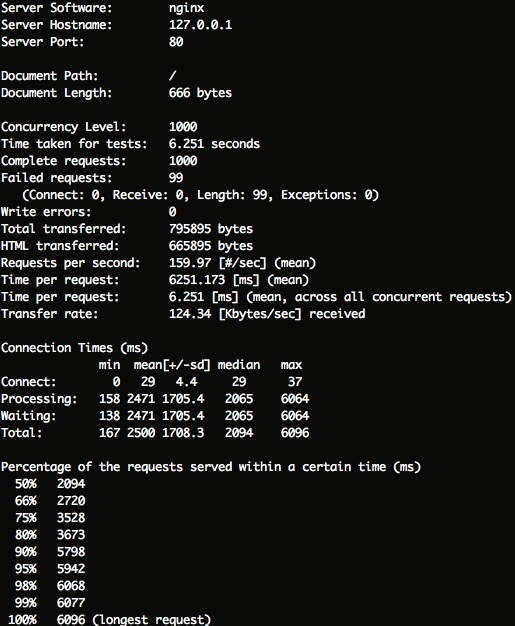 Server Software:        nginx
Server Hostname:        127.0.0.1
Server Port:            80
Document Path:          /
Document Length:        666 bytes
Concurrency Level:      1000
Time taken for tests:   6.251 seconds
Complete requests:      1000
Failed requests:        99
   (Connect: 0, Receive: 0, Length: 99, Exceptions: 0)
Write errors:           0
Total transferred:      795895 bytes
HTML transferred:       665895 bytes
Requests per second:    159.97 [#/sec] (mean)
Time per request:       6251.173 [ms] (mean)
Time per request:       6.251 [ms] (mean, across all concurrent requests)
Transfer rate:          124.34 [Kbytes/sec] received
Connection Times (ms)
              min  mean[+/-sd] median   max
Connect:        0   29   4.4     29      37
Processing:   158 2471 1705.4   2065    6064
Waiting:      138 2471 1705.4   2065    6064
Total:        167 2500 1708.3   2094    6096
Percentage of the requests served within a certain time (ms)
  50%   2094
  66%   2720
  75%   3528
  80%   3673
  90%   5798
  95%   5942
  98%   6068
  99%   6077
 100%   6096 (longest request)